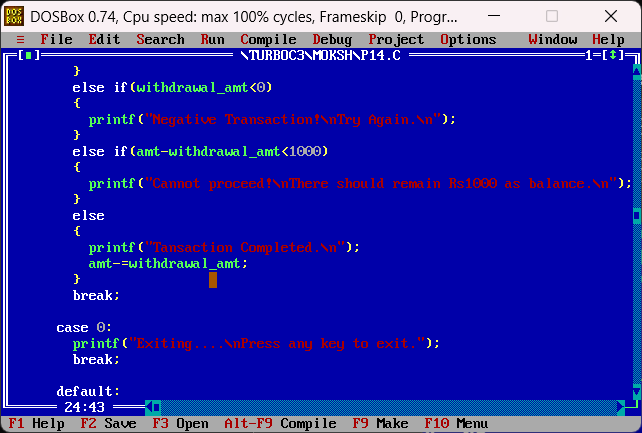 DOS BOX DOSBox 0.74, Cpu speed: max 100% cycles, Frameskip 0, Progr...
≡ File Edit Search Run Compile Debug Project Options Window Help
[■] \TURBOC3\MOKSH\P14.C 1=[↕]
}
else if(withdrawal_amt<0)
{
printf("Negative Transaction!\nTry Again.\n");
}
else if(amt-withdrawal_amt<1000)
{
printf("Cannot proceed!\nThere should remain Rs1000 as balance.\n");
}
else
{
printf("Tansaction Completed.\n");
amt-=withdrawal_amt;
}
break;
case 0:
printf("Exiting....\nPress any key to exit.");
break;
default:
24:43
F1 Help F2 Save F3 Open Alt-F9 Compile F9 Make F10 Menu